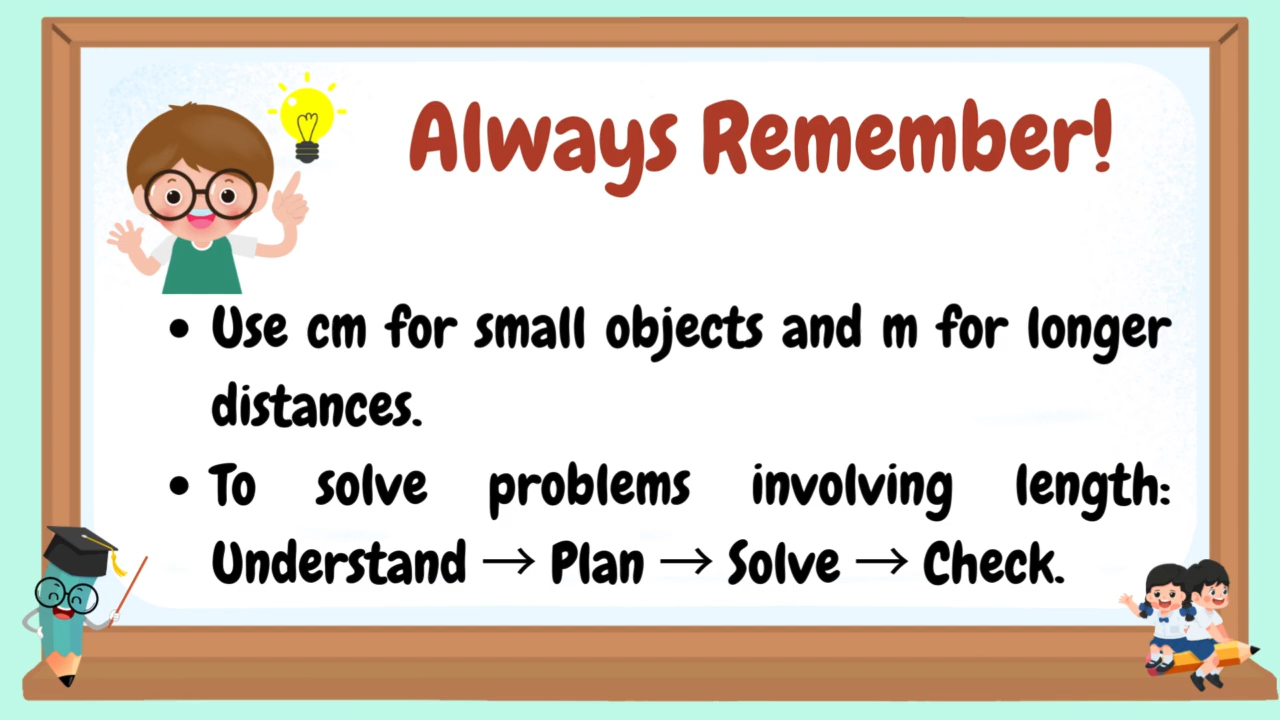 Always Remember!
• Use cm for small objects and m for longer
distances.
• To solve problems involving length:
Understand → Plan → Solve → Check.